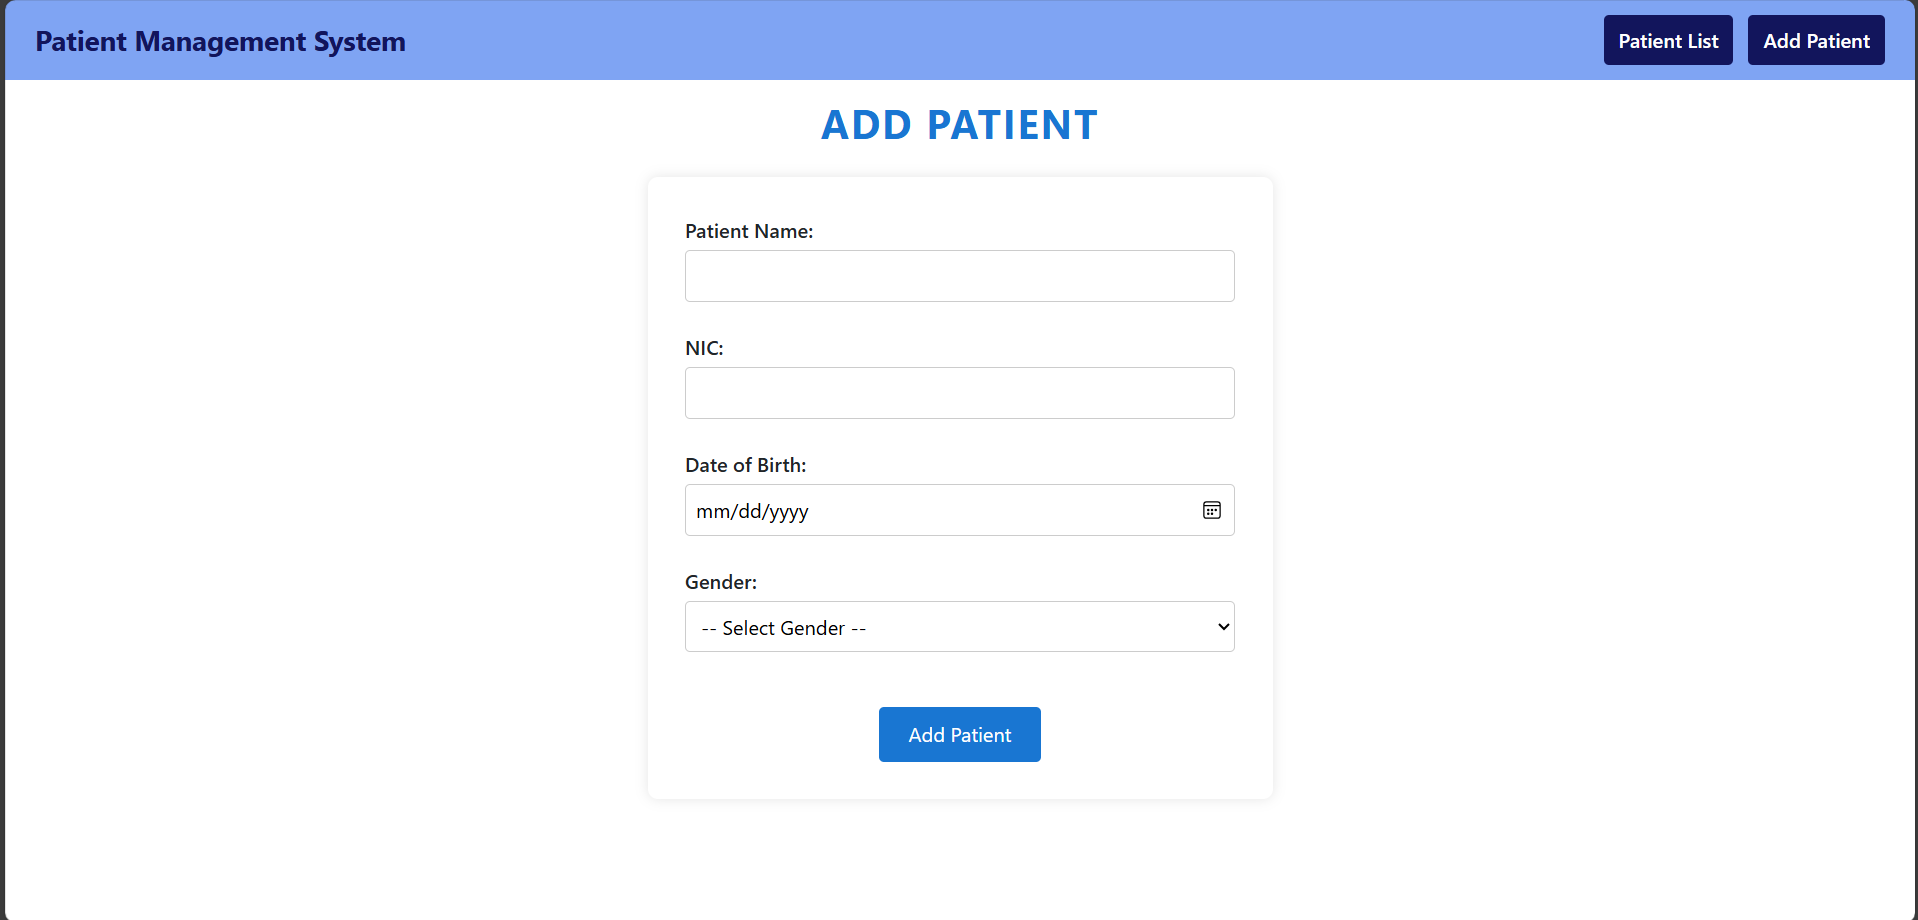 Patient Management System
Patient List
Add Patient
ADD PATIENT
Patient Name:
NIC:
Date of Birth:
mm/dd/yyyy
Gender:
-- Select Gender --
Add Patient